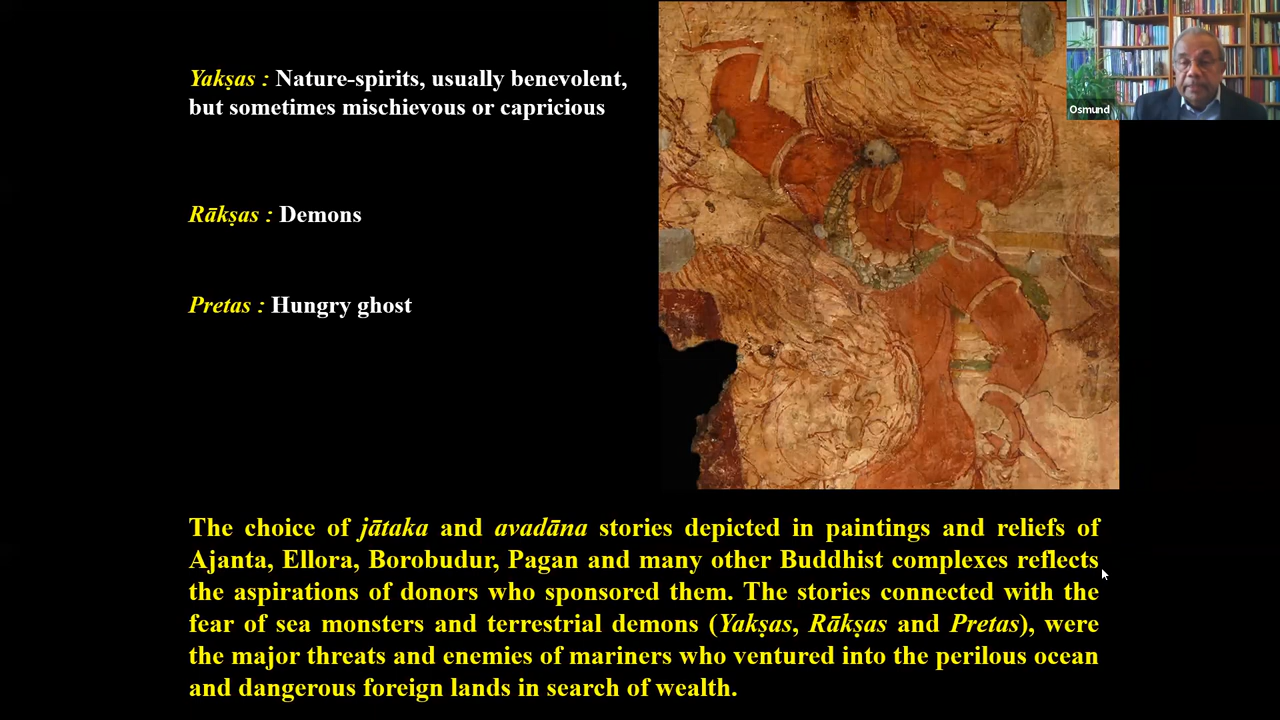 Yakṣas : Nature-spirits, usually benevolent,
but sometimes mischievous or capricious
Osmund
Rākṣas : Demons
Pretas : Hungry ghost
The choice of jātaka and avadāna stories depicted in paintings and reliefs of
Ajanta, Ellora, Borobudur, Pagan and many other Buddhist complexes reflects
the aspirations of donors who sponsored them. The stories connected with the
fear of sea monsters and terrestrial demons (Yakṣas, Rākṣas and Pretas), were
the major threats and enemies of mariners who ventured into the perilous ocean
and dangerous foreign lands in search of wealth.